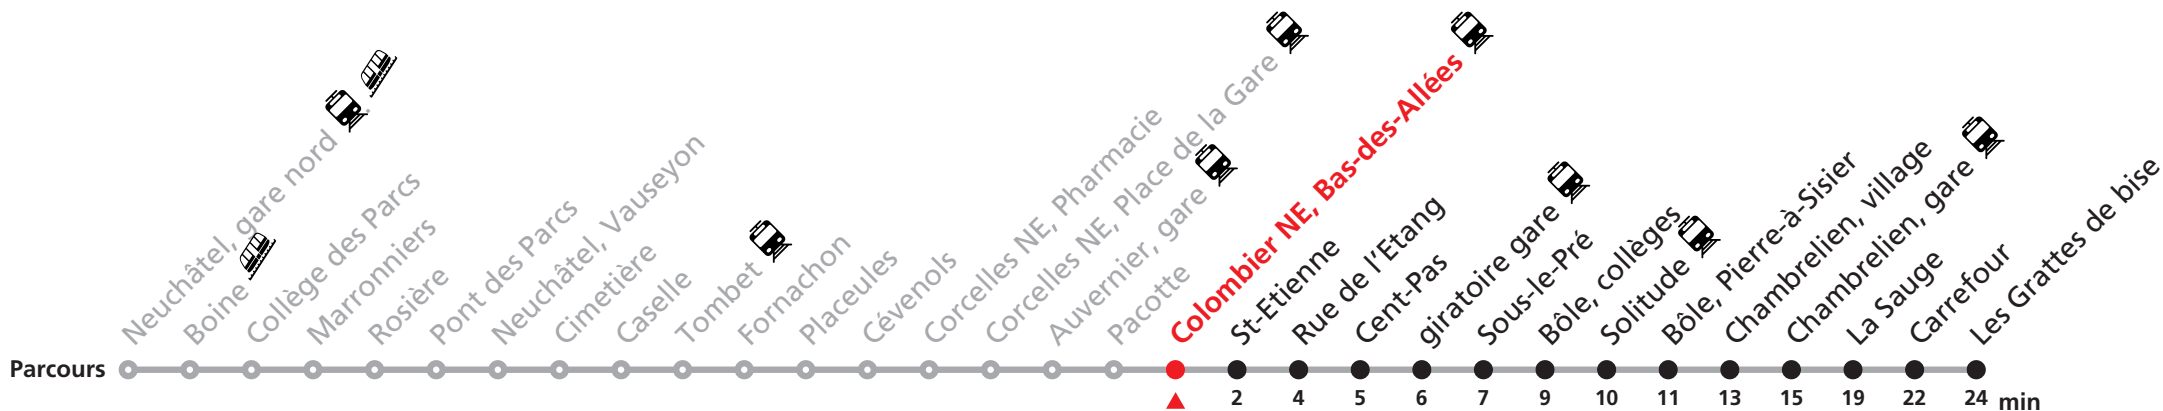 Neuchâtel, gare nord
Boine
Collège des Parcs
Marronniers
Rosière
Pont des Parcs
Neuchâtel, Vauseyon
Cimetière
Caselle
Tombet
Fornachon
Placeules
Cévenols
Corcelles NE, Pharmacie
Corcelles NE, Place de la Gare
Auvernier, gare
Pacotte
Colombier NE, Bas-des-Allées
St-Etienne
Rue de l'Etang
Cent-Pas
giratoire gare
Sous-le-Pré
Bôle, collèges
Solitude
Bôle, Pierre-à-Sisier
Chambrelien, village
Chambrelien, gare
La Sauge
Carrefour
Les Grattes de bise
Parcours
2 4 5 6 7 9 10 11 13 15 19 22 24 min